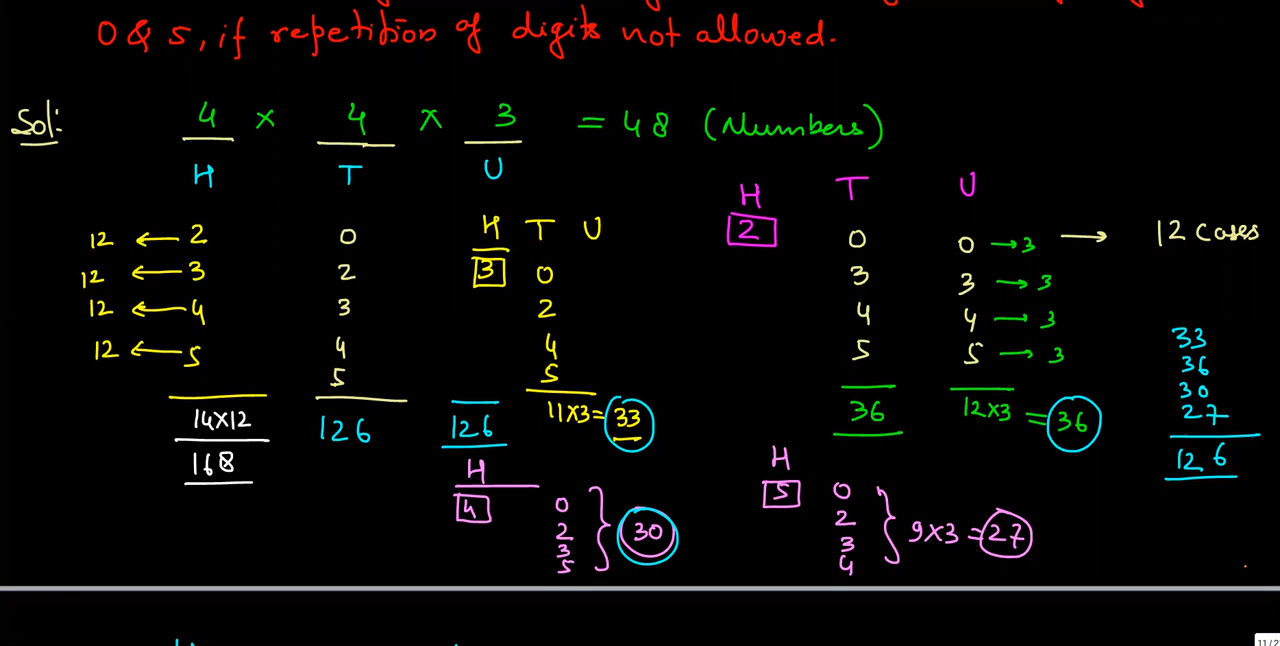 0 & 5, if repetition of digits not allowed.
Sol: 4 × 4 × 3 = 48 (Numbers)
H T U
H T U
12 ← 2 0 H T U 2 0 0 → 3 → 12 cases
12 ← 3 2 3 0 3 3 → 3
12 ← 4 3 2 4 4 → 3
12 ← 5 4 4 5 5 → 3 33
5 5 36
14×12 126 126 11×3 = 33 36 12×3 = 36 30
168 27
126
H H
4 0 5 0
2 30 2 9×3 = 27
3 3
5 4
11/2